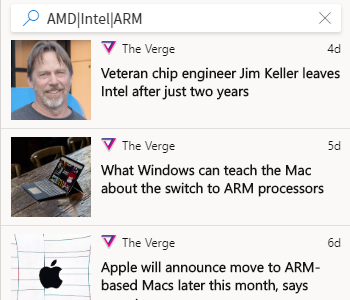 AMD|Intel|ARM
The Verge 4d
Veteran chip engineer Jim Keller leaves
Intel after just two years
The Verge 5d
What Windows can teach the Mac
about the switch to ARM processors
The Verge 6d
Apple will announce move to ARM-
based Macs later this month, says